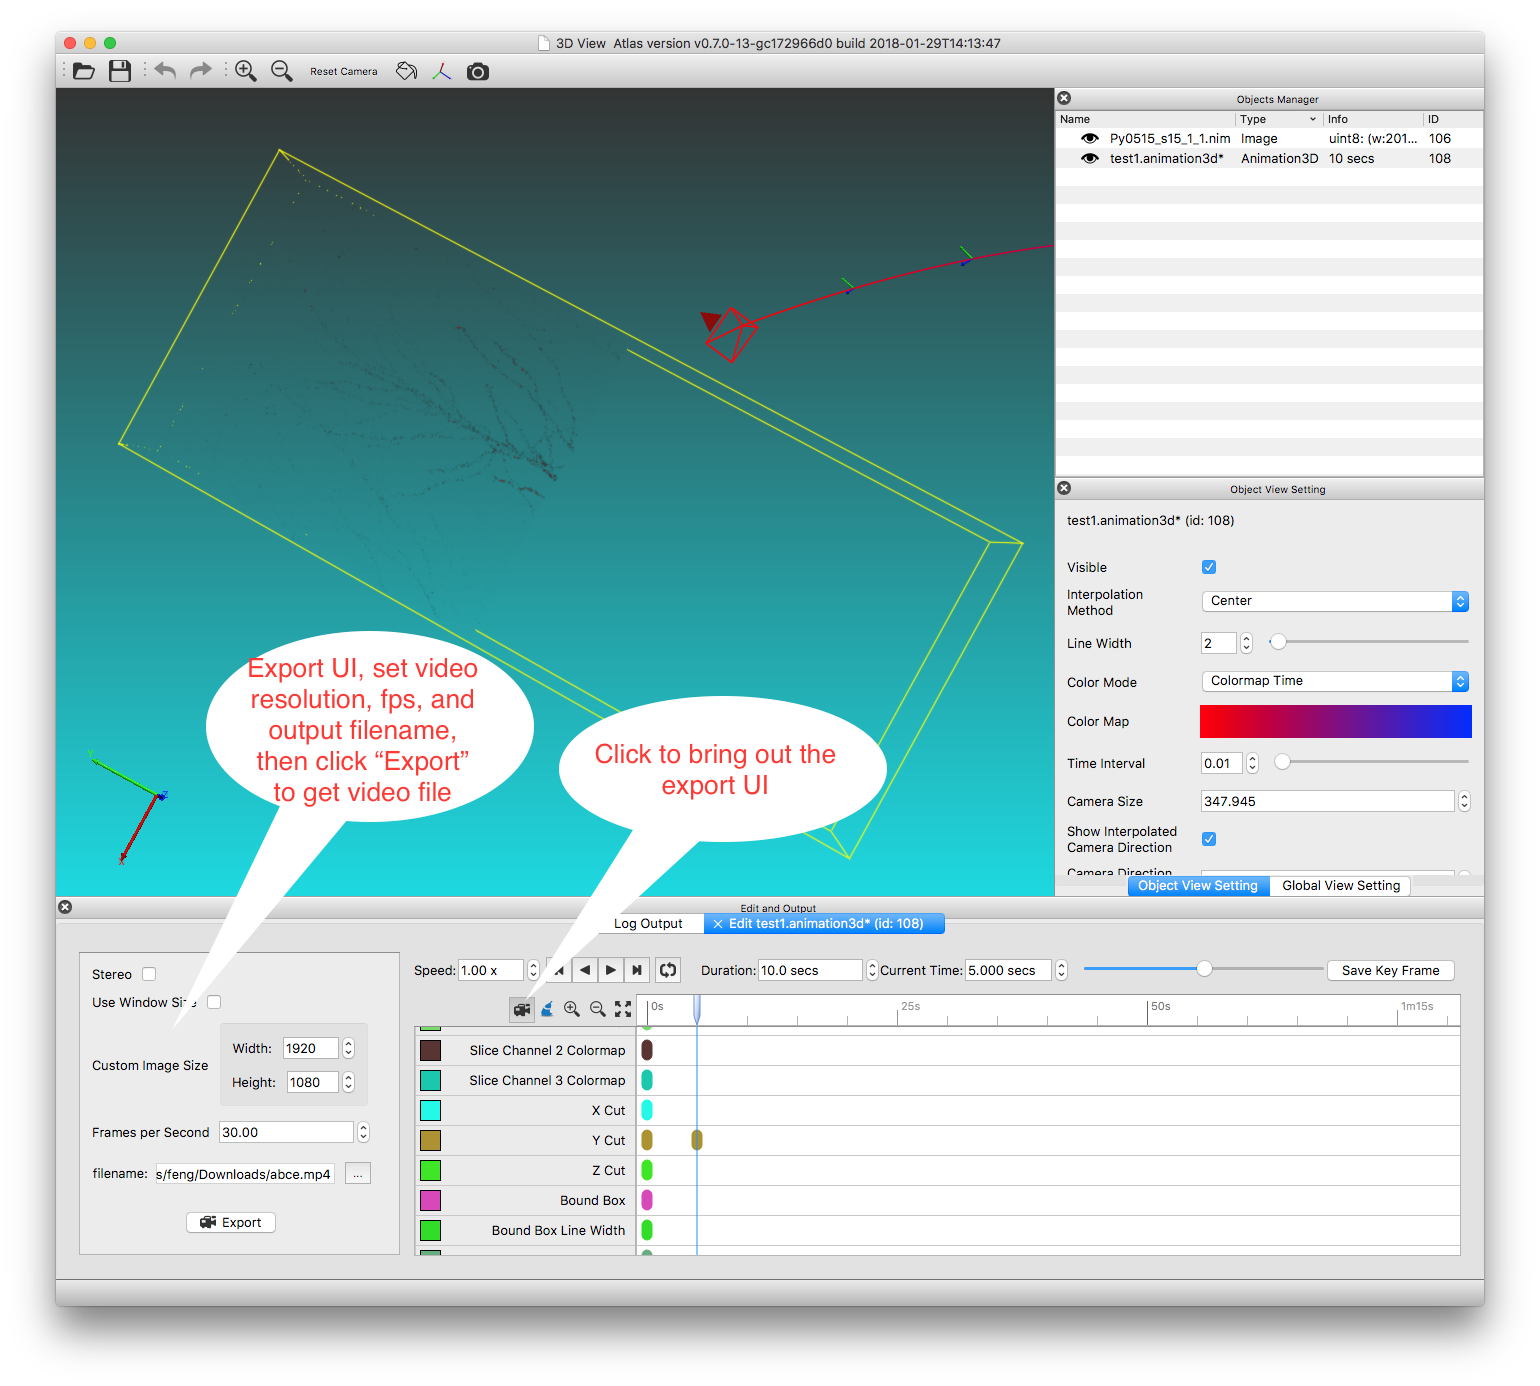 3D View  Atlas version v0.7.0-13-gc172966d0 build 2018-01-29T14:13:47
Reset Camera
Objects Manager
Name Type Info ID
Py0515_s15_1_1.nim Image uint8: (w:201... 106
test1.animation3d* Animation3D 10 secs 108
Object View Setting
test1.animation3d* (id: 108)
Visible
Interpolation
Method
Center
Line Width 2
Color Mode Colormap Time
Color Map
Time Interval 0.01
Camera Size 347.945
Show Interpolated
Camera Direction
Camera Direction
Object View Setting Global View Setting
Export UI, set video
resolution, fps, and
output filename,
then click “Export”
to get video file
Click to bring out the
export UI
Y
Z
X
Edit and Output
Log Output
Edit test1.animation3d* (id: 108)
Stereo
Use Window Size
Custom Image Size
Width: 1920
Height: 1080
Frames per Second 30.00
filename: s/feng/Downloads/abce.mp4 ...
Export
Speed: 1.00 x
Duration: 10.0 secs
Current Time: 5.000 secs
Save Key Frame
0s 25s 50s 1m15s
Slice Channel 2 Colormap
Slice Channel 3 Colormap
X Cut
Y Cut
Z Cut
Bound Box
Bound Box Line Width